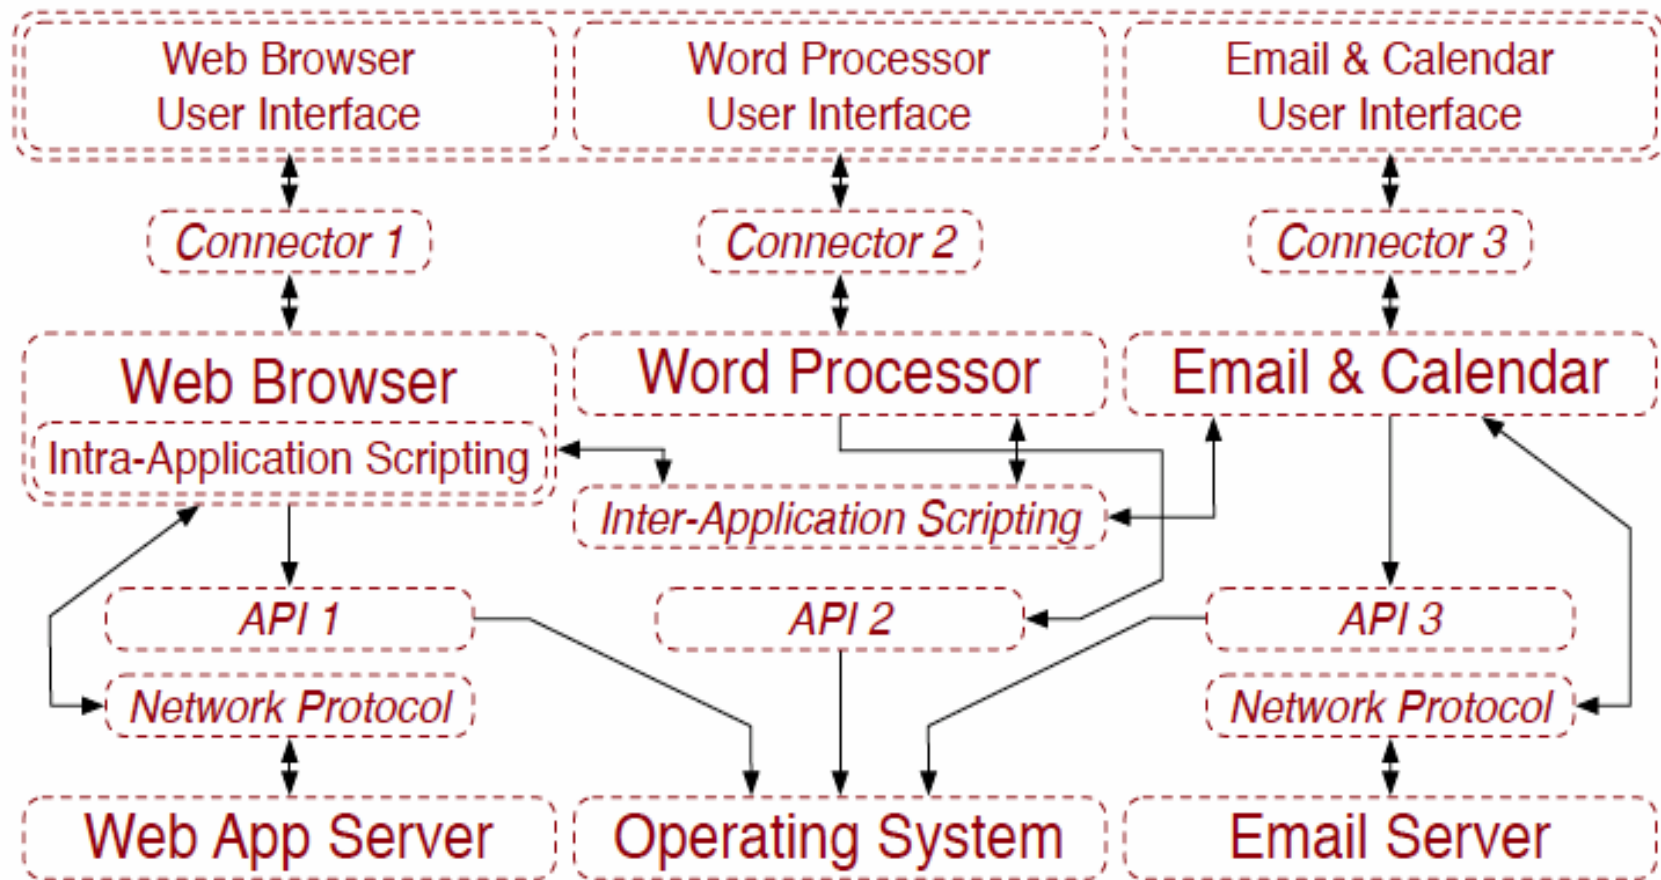 Web Browser
User Interface
Word Processor
User Interface
Email & Calendar
User Interface
Connector 1
Connector 2
Connector 3
Web Browser
Intra-Application Scripting
Word Processor
Email & Calendar
Inter-Application Scripting
API 1
API 2
API 3
Network Protocol
Network Protocol
Web App Server
Operating System
Email Server